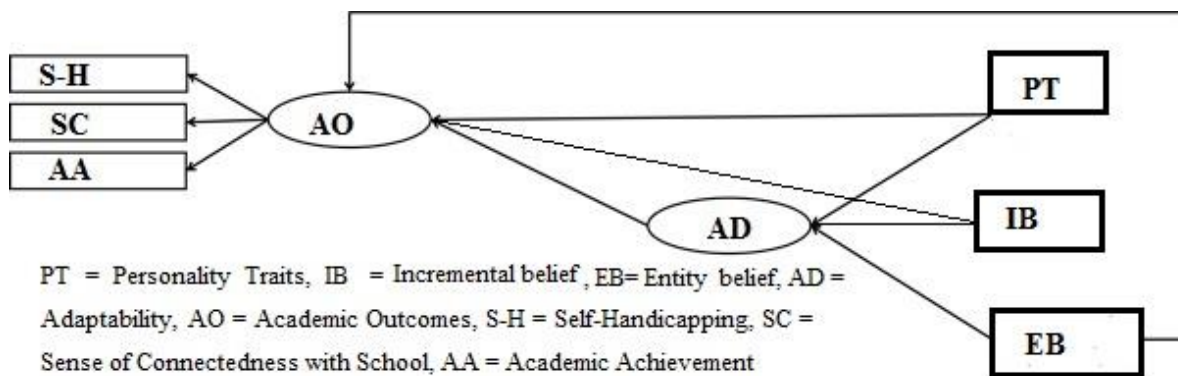 S-H
PT
SC
AO
AA
IB
AD
PT = Personality Traits, IB = Incremental belief , EB= Entity belief, AD =
Adaptability, AO = Academic Outcomes, S-H = Self-Handicapping, SC =
EB
Sense of Connectedness with School, AA = Academic Achievement